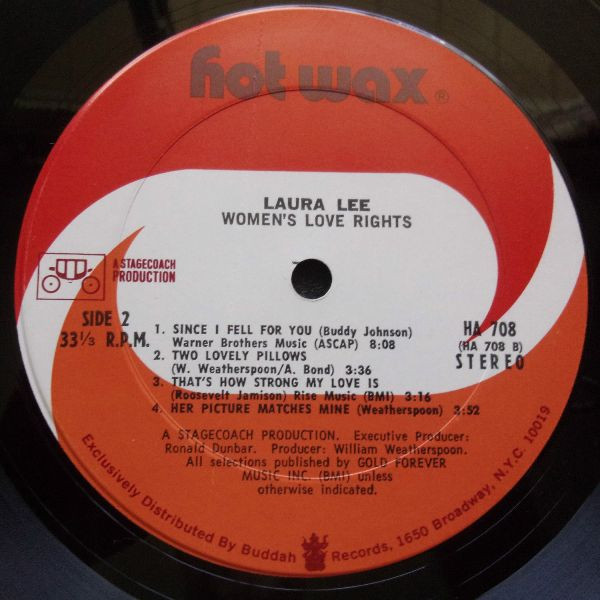 hot wax ®
LAURA LEE
WOMEN'S LOVE RIGHTS
A STAGECOACH
PRODUCTION
SIDE 2
33⅓ R.P.M.
HA 708
(HA 708 B)
STEREO
1. SINCE I FELL FOR YOU (Buddy Johnson)
Warner Brothers Music (ASCAP) 8:08
2. TWO LOVELY PILLOWS
(W. Weatherspoon/A. Bond) 3:36
3. THAT'S HOW STRONG MY LOVE IS
(Roosevelt Jamison) Rise Music (BMI) 3:16
4. HER PICTURE MATCHES MINE (Weatherspoon) 3:52
A STAGECOACH PRODUCTION. Executive Producer:
Ronald Dunbar. Producer: William Weatherspoon.
All selections published by GOLD FOREVER
MUSIC INC. (BMI) unless
otherwise indicated.
Exclusively Distributed By Buddah Records, 1650 Broadway, N.Y.C. 10019